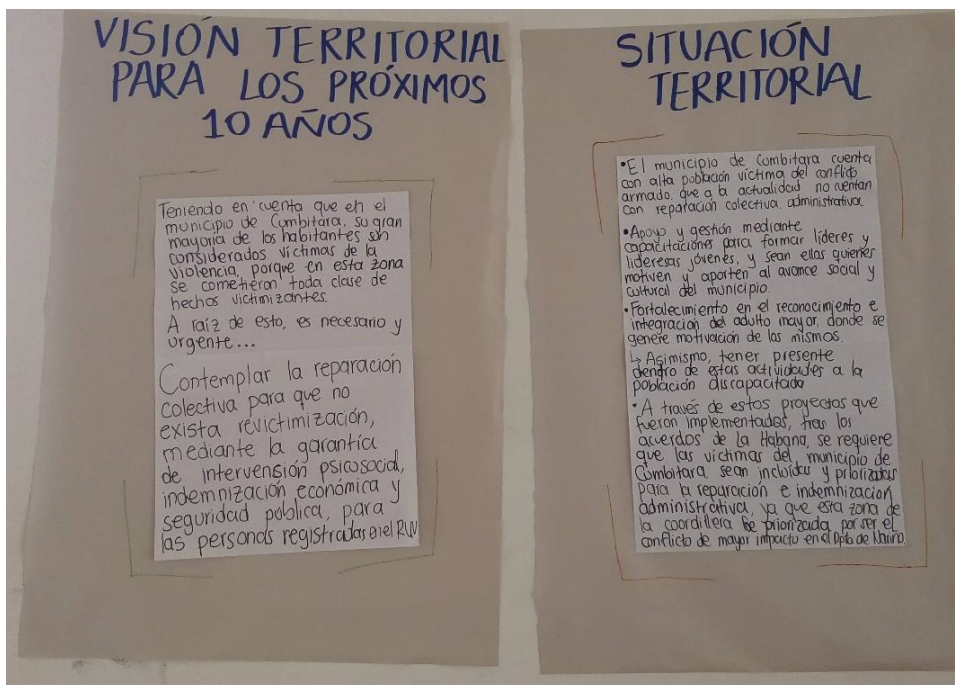 VISIÓN TERRITORIAL
PARA LOS PRÓXIMOS
10 AÑOS
Teniendo en cuenta que en el
municipio de Cumbitara, su gran
mayoría de los habitantes son
considerados víctimas de la
violencia, porque en esta zona
se cometieron toda clase de
hechos victimizantes.
A raíz de esto, es necesario y
urgente...
Contemplar la reparación
colectiva para que no
exista revictimización,
mediante la garantía
de intervensión psicosocial,
indemnización económica y
seguridad pública, para
las personas registradas en el RUV
SITUACIÓN
TERRITORIAL
•El municipio de Cumbitara cuenta
con alta población víctima del conflicto
armado, que a la actualidad no cuentan
con reparación colectiva, administrativa.
•Apoyo y gestión mediante
capacitaciones para formar líderes y
lideresas jóvenes, y sean ellas quienes
motiven y aporten al avance social y
cultural del municipio.
•Fortalecimiento en el reconocimiento e
integración del adulto mayor, donde se
genere motivación de los mismos.
↳ Asimismo, tener presente
dentro de estas actividades a la
población discapacitada
•A través de estos proyectos que
fueron implementados, tras los
acuerdos de la Habana, se requiere
que las víctimas del municipio de
Cumbitara, sean incluídas y priorizadas
para la reparación e indemnización
administrativa, ya que esta zona de
la coordillera fue priorizada, por ser el
conflicto de mayor impacto en el Dpto de Nariño.